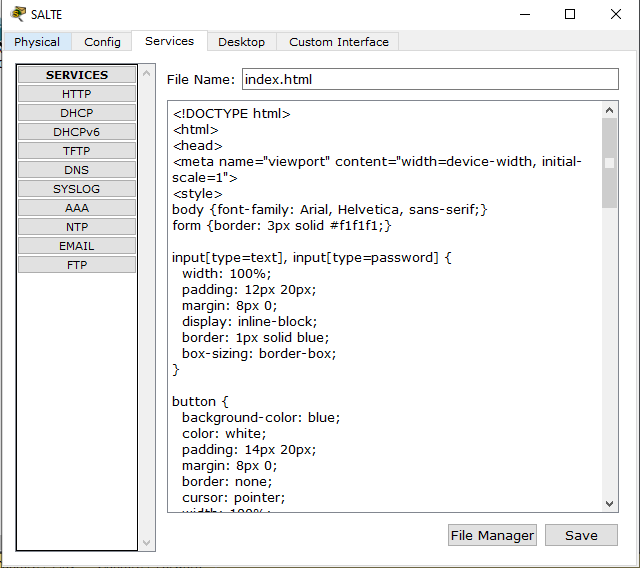 SALTE
Physical Config Services Desktop Custom Interface
SERVICES
HTTP
DHCP
DHCPv6
TFTP
DNS
SYSLOG
AAA
NTP
EMAIL
FTP
File Name: index.html
<!DOCTYPE html>
<html>
<head>
<meta name="viewport" content="width=device-width, initial-
scale=1">
<style>
body {font-family: Arial, Helvetica, sans-serif;}
form {border: 3px solid #f1f1f1;}
input[type=text], input[type=password] {
width: 100%;
padding: 12px 20px;
margin: 8px 0;
display: inline-block;
border: 1px solid blue;
box-sizing: border-box;
}
button {
background-color: blue;
color: white;
padding: 14px 20px;
margin: 8px 0;
border: none;
cursor: pointer;
width: 100%;
File Manager Save